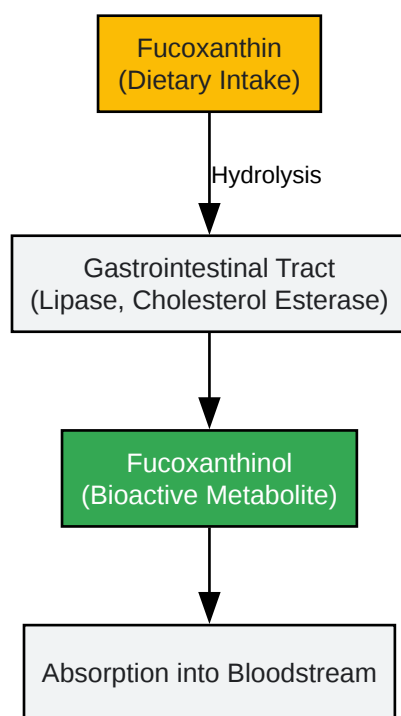 Fucoxanthin
(Dietary Intake)
Hydrolysis
Gastrointestinal Tract
(Lipase, Cholesterol Esterase)
Fucoxanthinol
(Bioactive Metabolite)
Absorption into Bloodstream